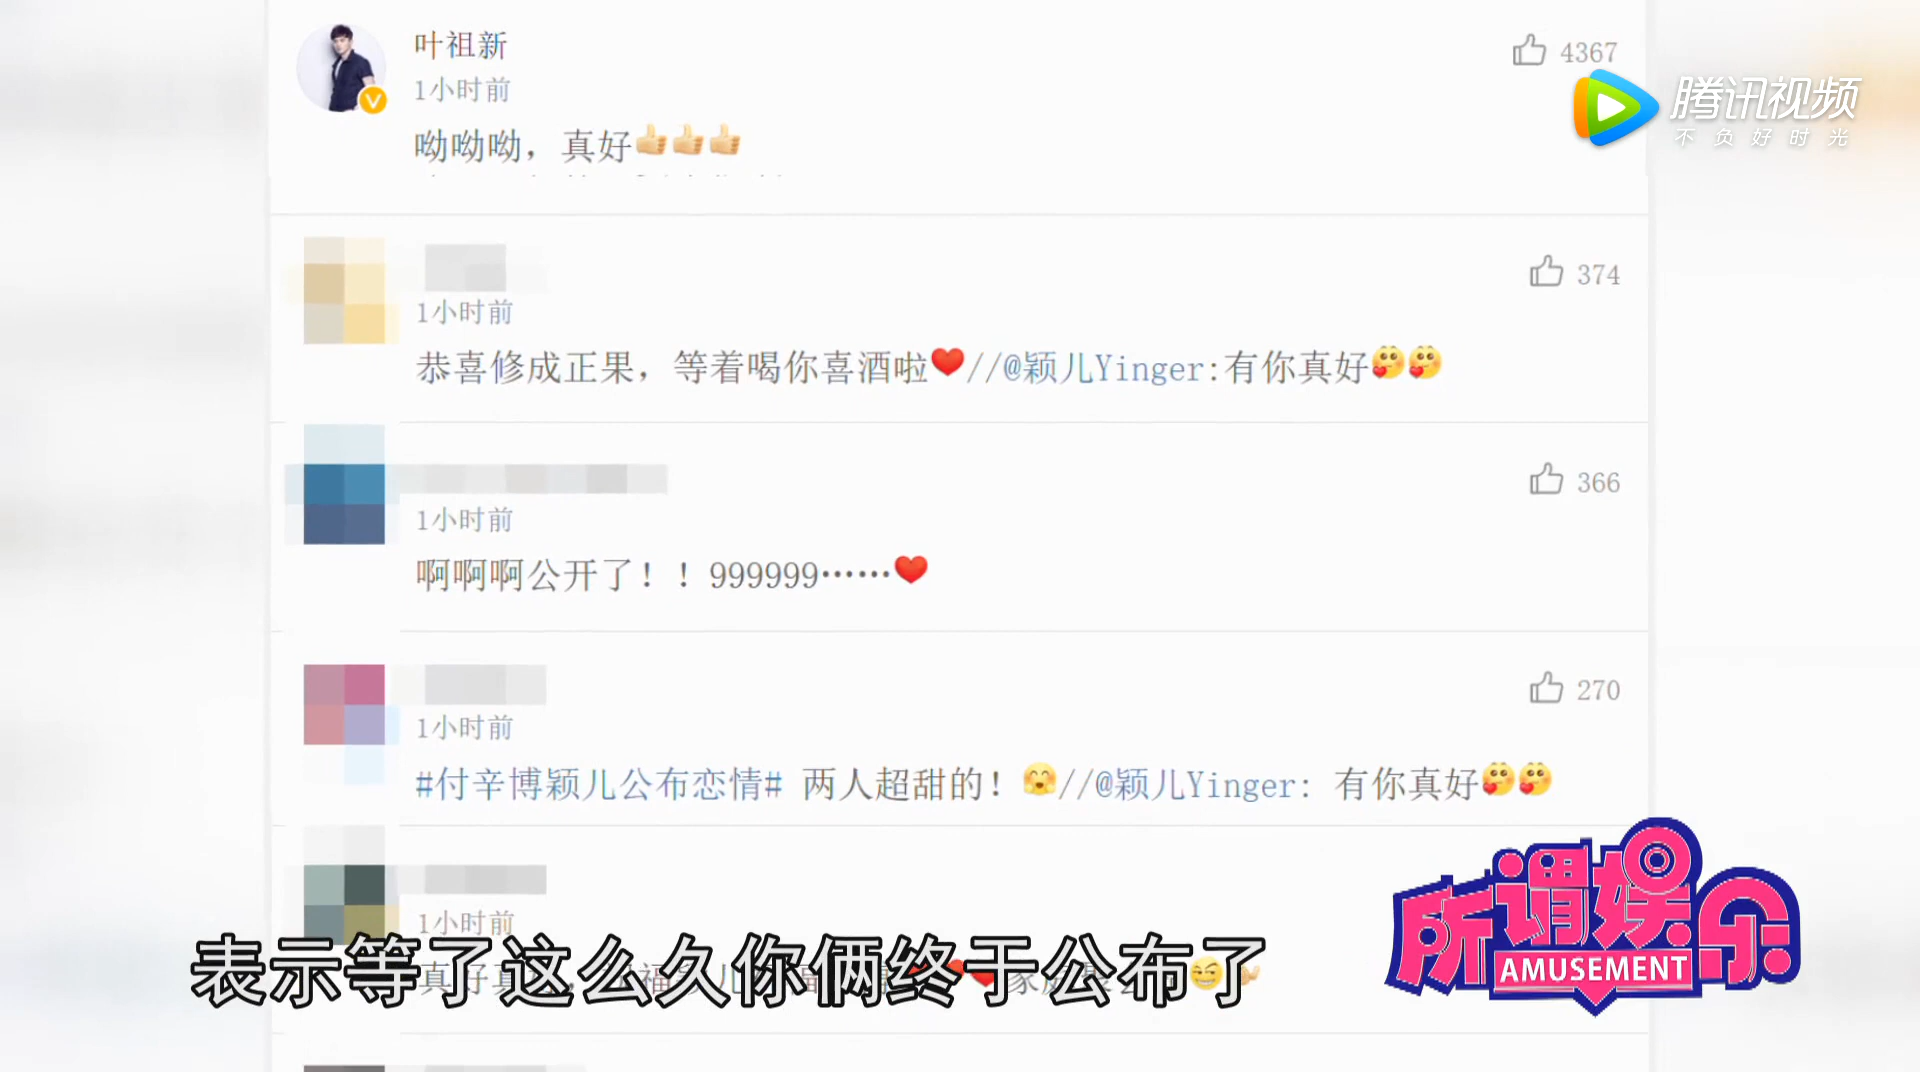 叶祖新
4367
1小时前
呦呦呦，真好👍👍👍
腾讯视频
不负好时光
374
1小时前
恭喜修成正果，等着喝你喜酒啦❤//@颖儿Yinger:有你真好🥰🥰
366
1小时前
啊啊啊公开了！！999999……❤
270
1小时前
#付辛博颖儿公布恋情# 两人超甜的！🤗//@颖儿Yinger: 有你真好🥰🥰
1小时前
表示等了这么久你俩终于公布了
所谓娱乐
AMUSEMENT